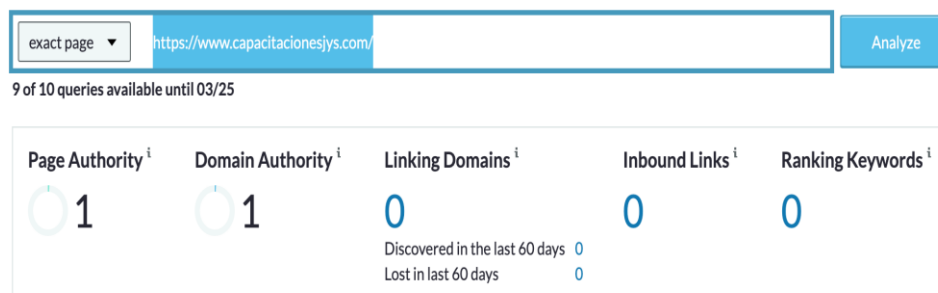 exact page ▼ https://www.capacitacionesjys.com/ Analyze
9 of 10 queries available until 03/25
Page Authority i Domain Authority i Linking Domains i Inbound Links i Ranking Keywords i
1 1 0 0 0
Discovered in the last 60 days 0
Lost in last 60 days 0